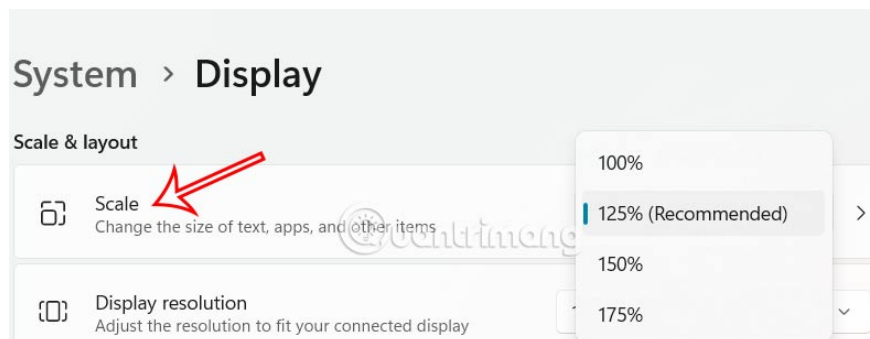 System > Display
Scale & layout
Scale
Change the size of text, apps, and other items
100%
125% (Recommended)
150%
175%
Quantrimang
Display resolution
Adjust the resolution to fit your connected display